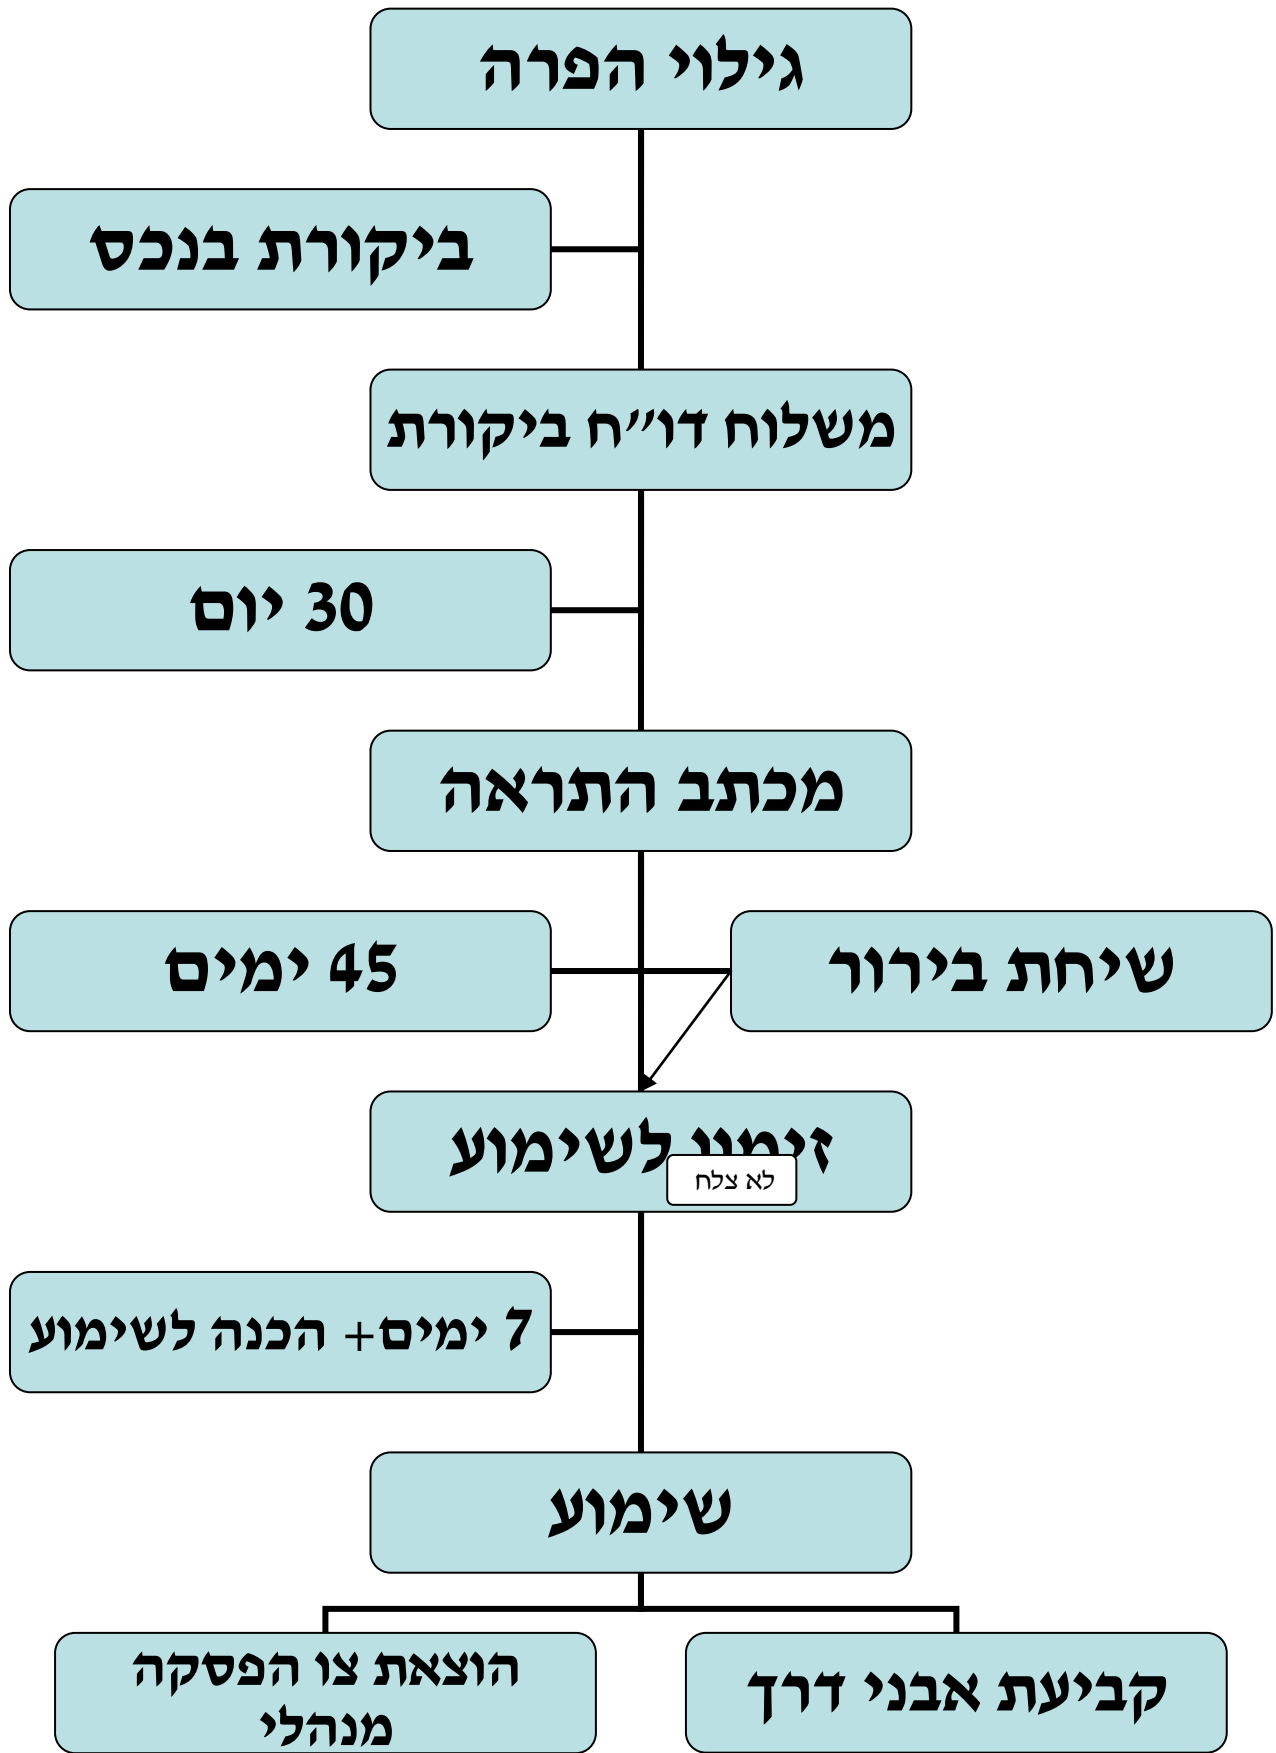 גילוי הפרה
ביקורת בנכס
משלוח דו"ח ביקורת
30 יום
מכתב התראה
שיחת בירור
45 ימים
זימון לשימוע
לא צלח
7 ימים+ הכנה לשימוע
שימוע
קביעת אבני דרך
הוצאת צו הפסקה
מנהלי